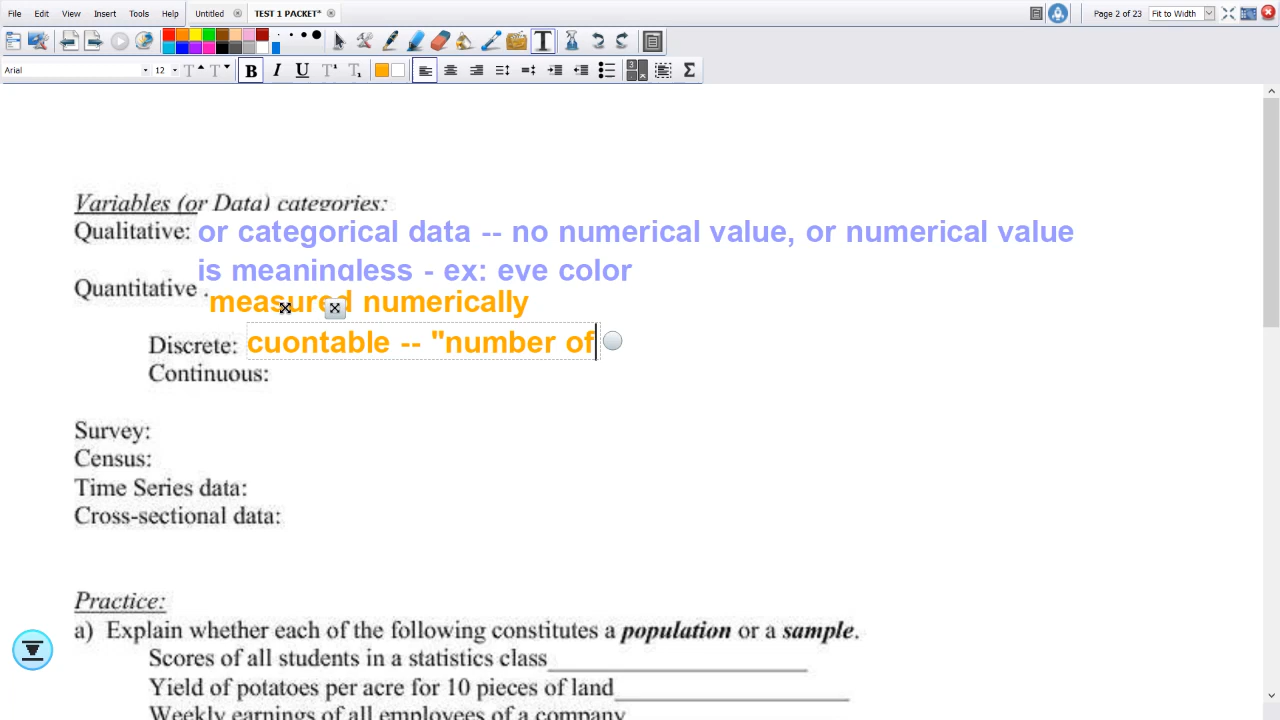 File Edit View Insert Tools Help Untitled TEST 1 PACKET* Page 2 of 23 Fit to Width
Arial 12 B I U T T Σ
Variables (or Data) categories:
Qualitative: or categorical data -- no numerical value, or numerical value
is meaningless - ex: eye color
Quantitative . measured numerically
Discrete: cuontable -- "number of
Continuous:
Survey:
Census:
Time Series data:
Cross-sectional data:
Practice:
a) Explain whether each of the following constitutes a population or a sample.
Scores of all students in a statistics class
Yield of potatoes per acre for 10 pieces of land
Weekly earnings of all employees of a company